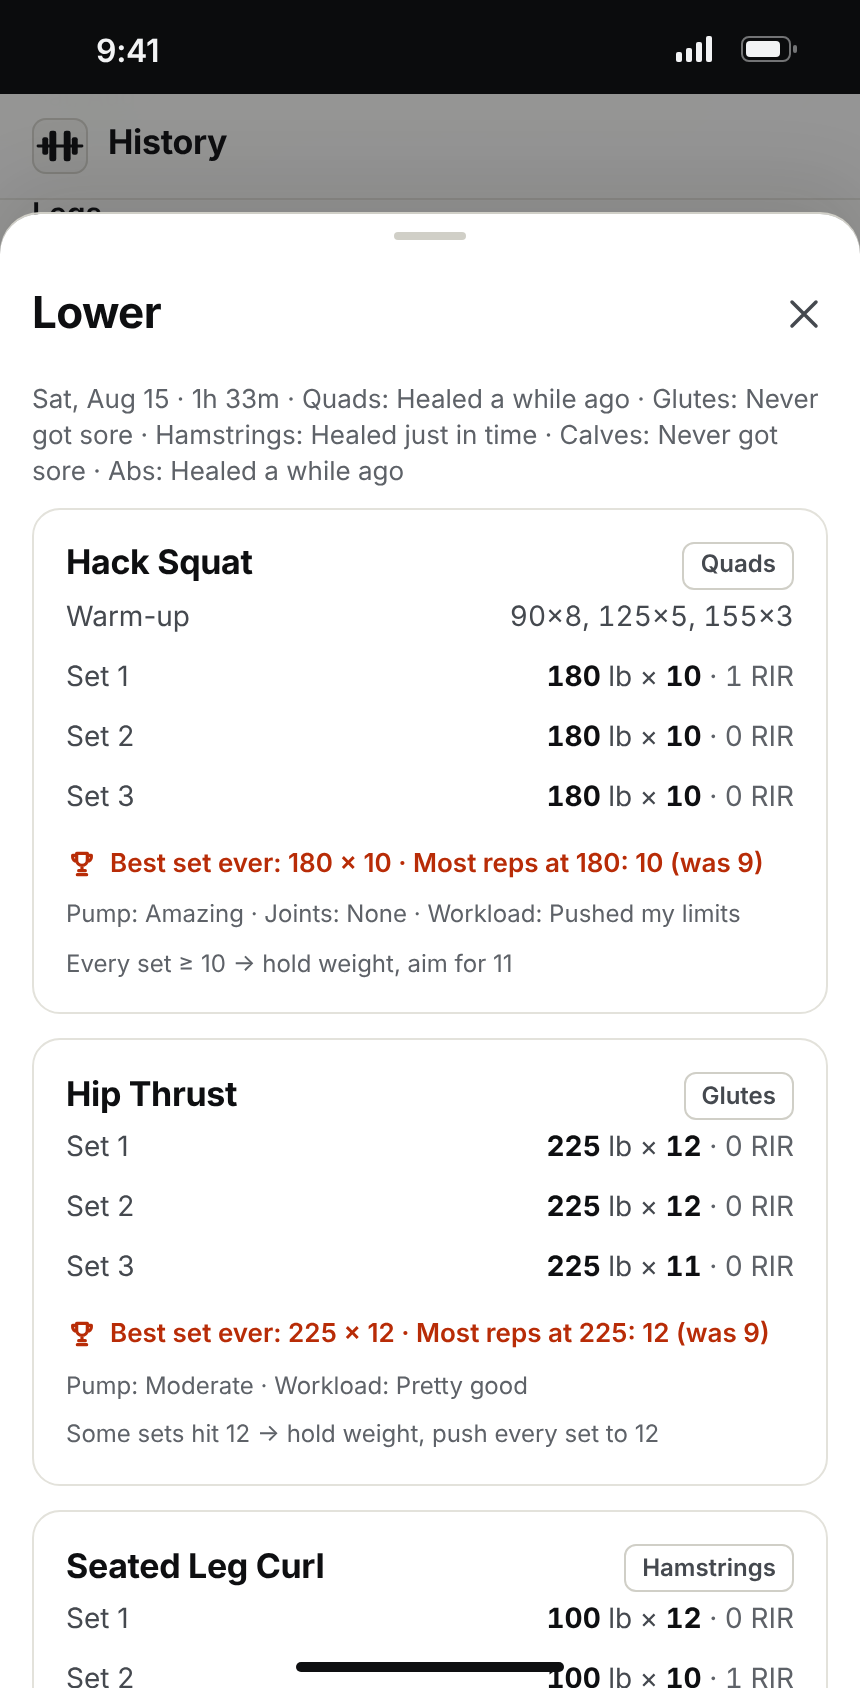 9:41
History
Legs
Lower
Sat, Aug 15 · 1h 33m · Quads: Healed a while ago · Glutes: Never
got sore · Hamstrings: Healed just in time · Calves: Never got
sore · Abs: Healed a while ago
Hack Squat
Quads
Warm-up 90×8, 125×5, 155×3
Set 1 180 lb × 10 · 1 RIR
Set 2 180 lb × 10 · 0 RIR
Set 3 180 lb × 10 · 0 RIR
Best set ever: 180 × 10 · Most reps at 180: 10 (was 9)
Pump: Amazing · Joints: None · Workload: Pushed my limits
Every set ≥ 10 → hold weight, aim for 11
Hip Thrust
Glutes
Set 1 225 lb × 12 · 0 RIR
Set 2 225 lb × 12 · 0 RIR
Set 3 225 lb × 11 · 0 RIR
Best set ever: 225 × 12 · Most reps at 225: 12 (was 9)
Pump: Moderate · Workload: Pretty good
Some sets hit 12 → hold weight, push every set to 12
Seated Leg Curl
Hamstrings
Set 1 100 lb × 12 · 0 RIR
Set 2 100 lb × 10 · 1 RIR